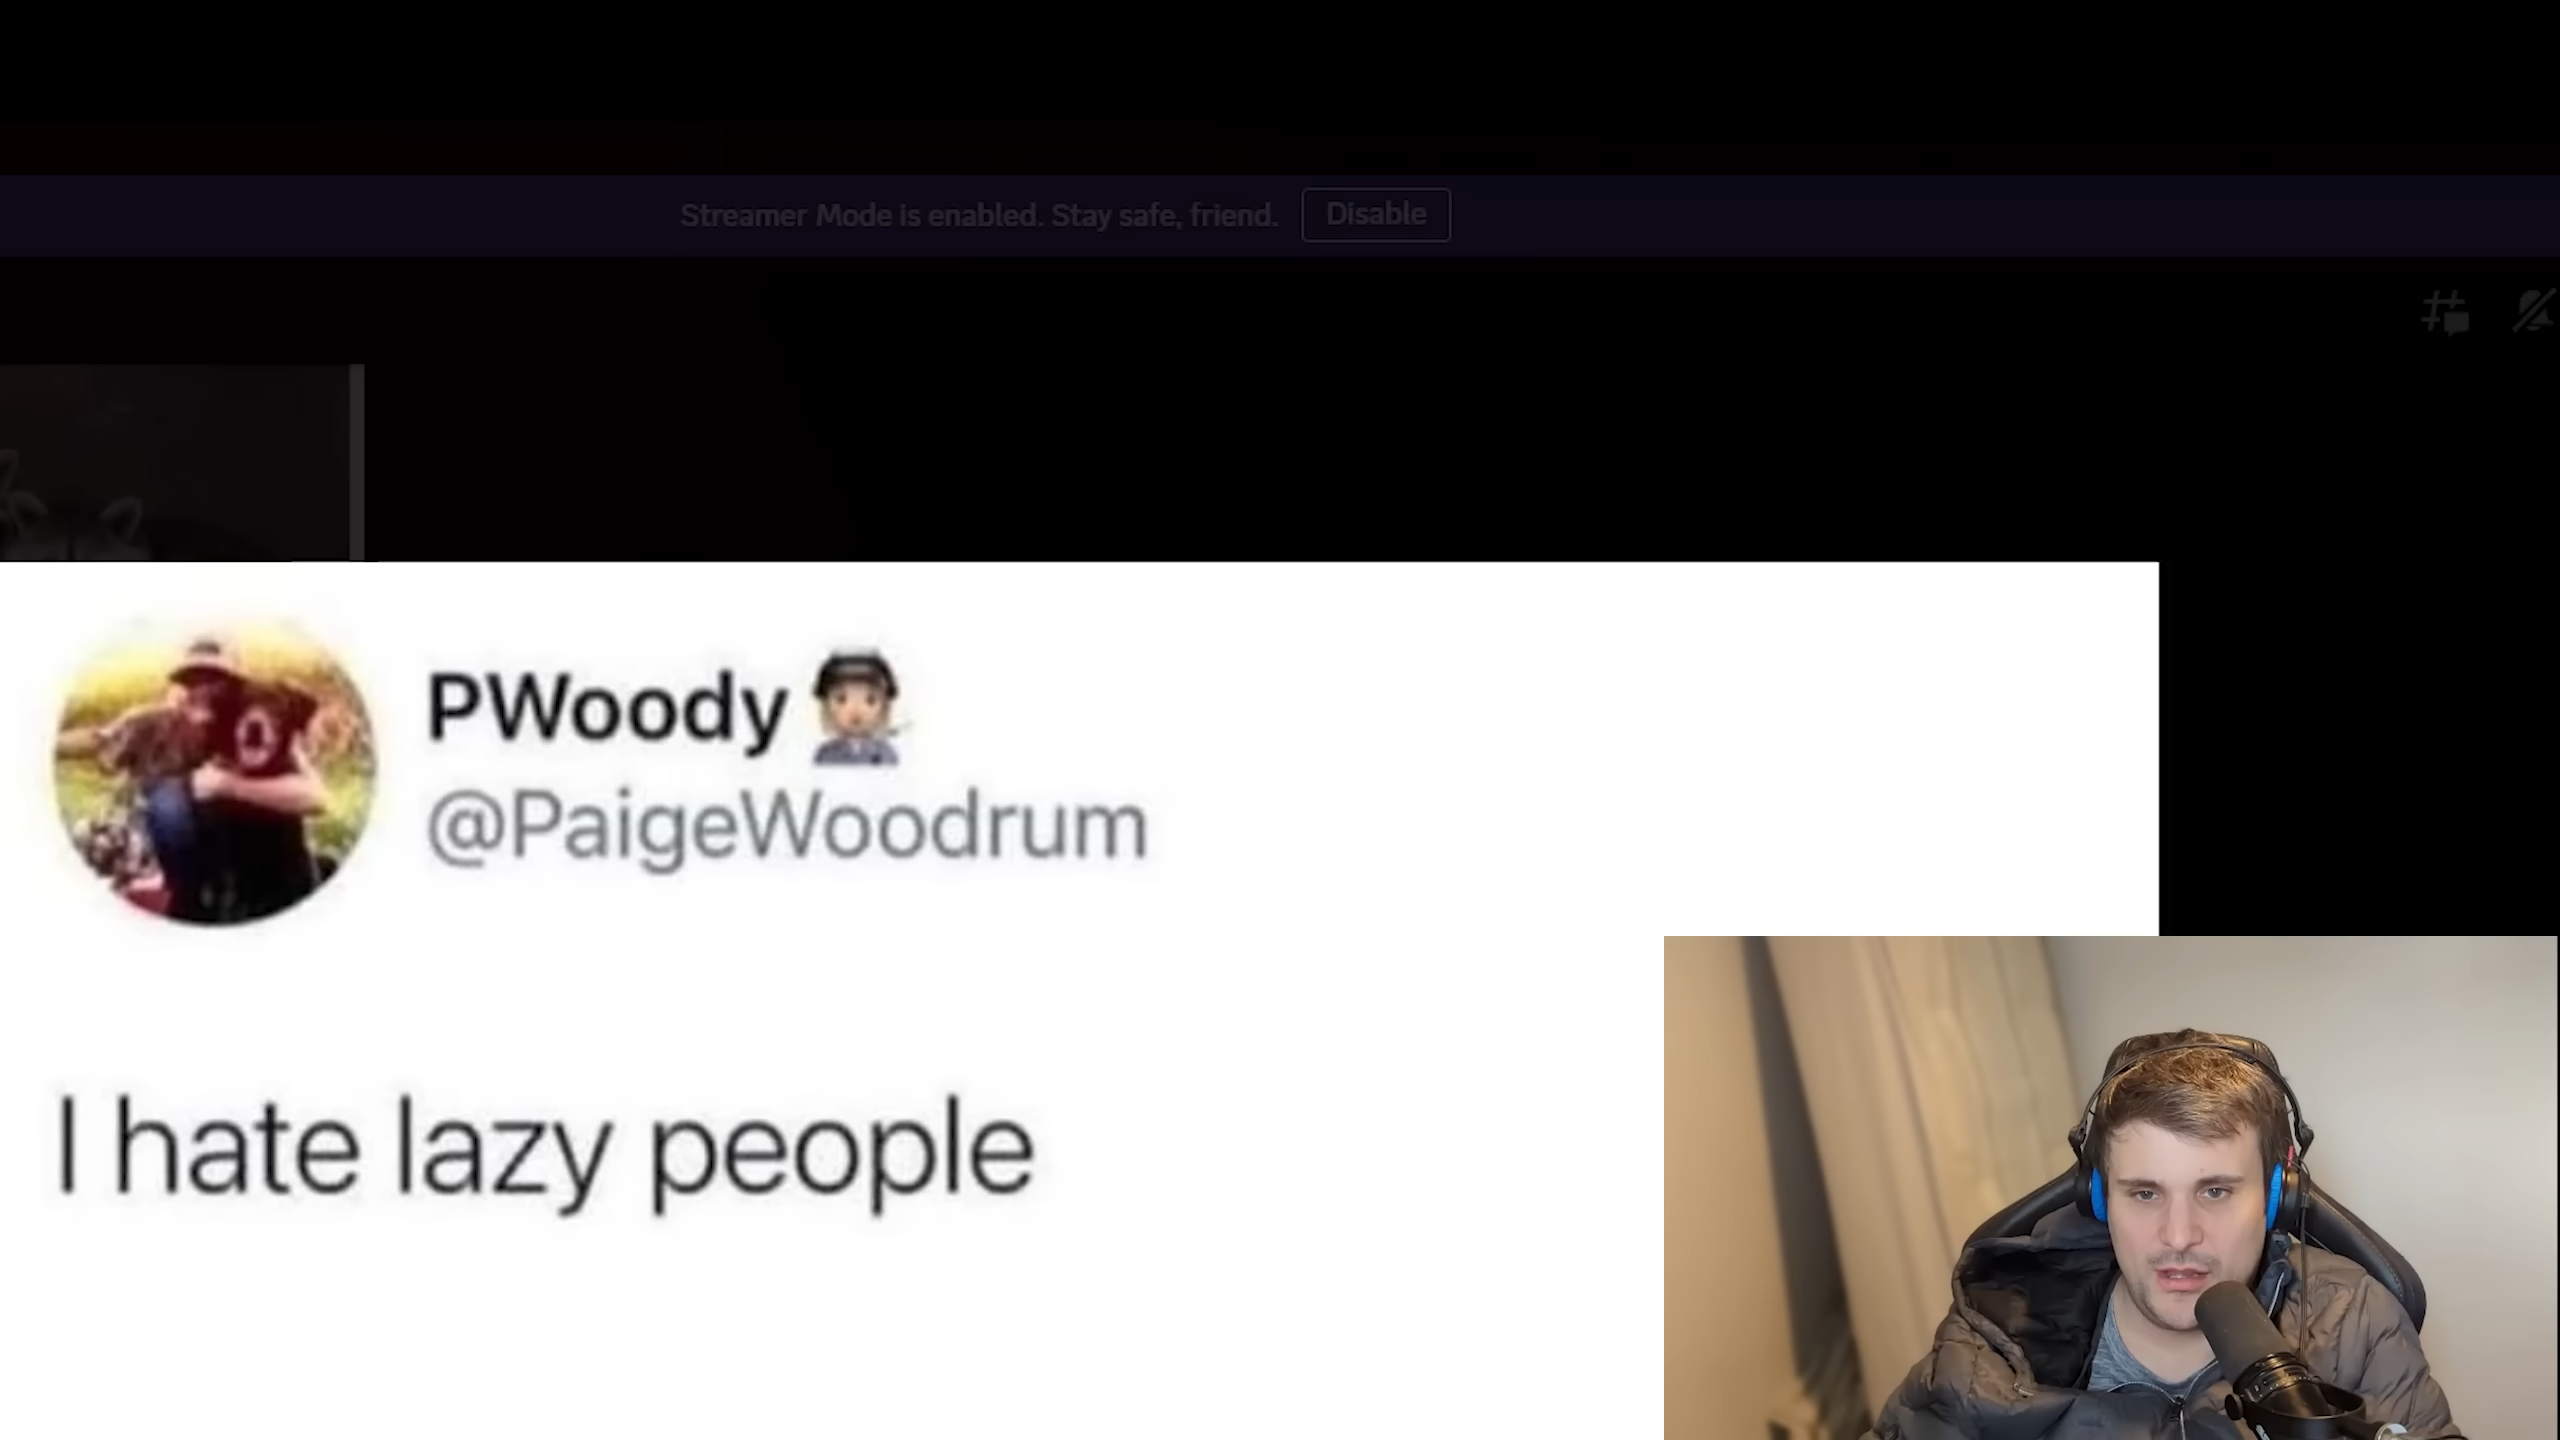 Streamer Mode is enabled. Stay safe, friend. Disable
PWoody
@PaigeWoodrum
I hate lazy people